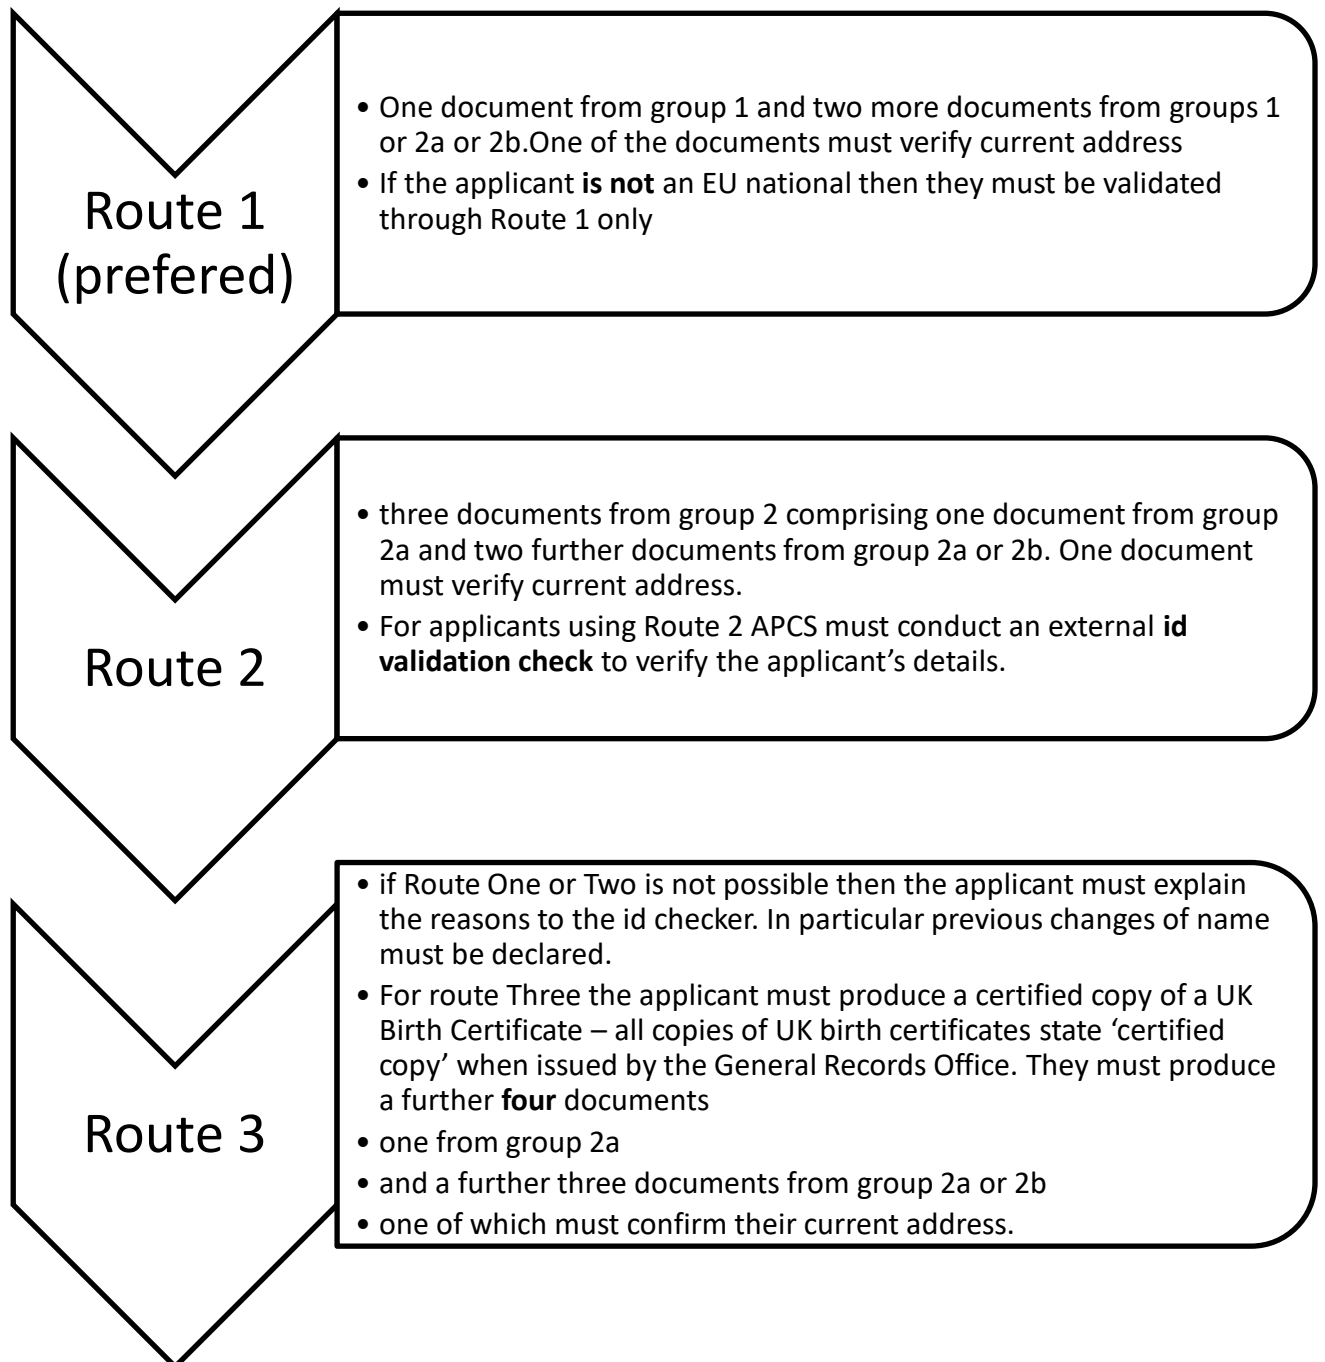 Route 1
(prefered)
• One document from group 1 and two more documents from groups 1
or 2a or 2b.One of the documents must verify current address
• If the applicant is not an EU national then they must be validated
through Route 1 only
Route 2
• three documents from group 2 comprising one document from group
2a and two further documents from group 2a or 2b. One document
must verify current address.
• For applicants using Route 2 APCS must conduct an external id
validation check to verify the applicant’s details.
Route 3
• if Route One or Two is not possible then the applicant must explain
the reasons to the id checker. In particular previous changes of name
must be declared.
• For route Three the applicant must produce a certified copy of a UK
Birth Certificate – all copies of UK birth certificates state ‘certified
copy’ when issued by the General Records Office. They must produce
a further four documents
• one from group 2a
• and a further three documents from group 2a or 2b
• one of which must confirm their current address.